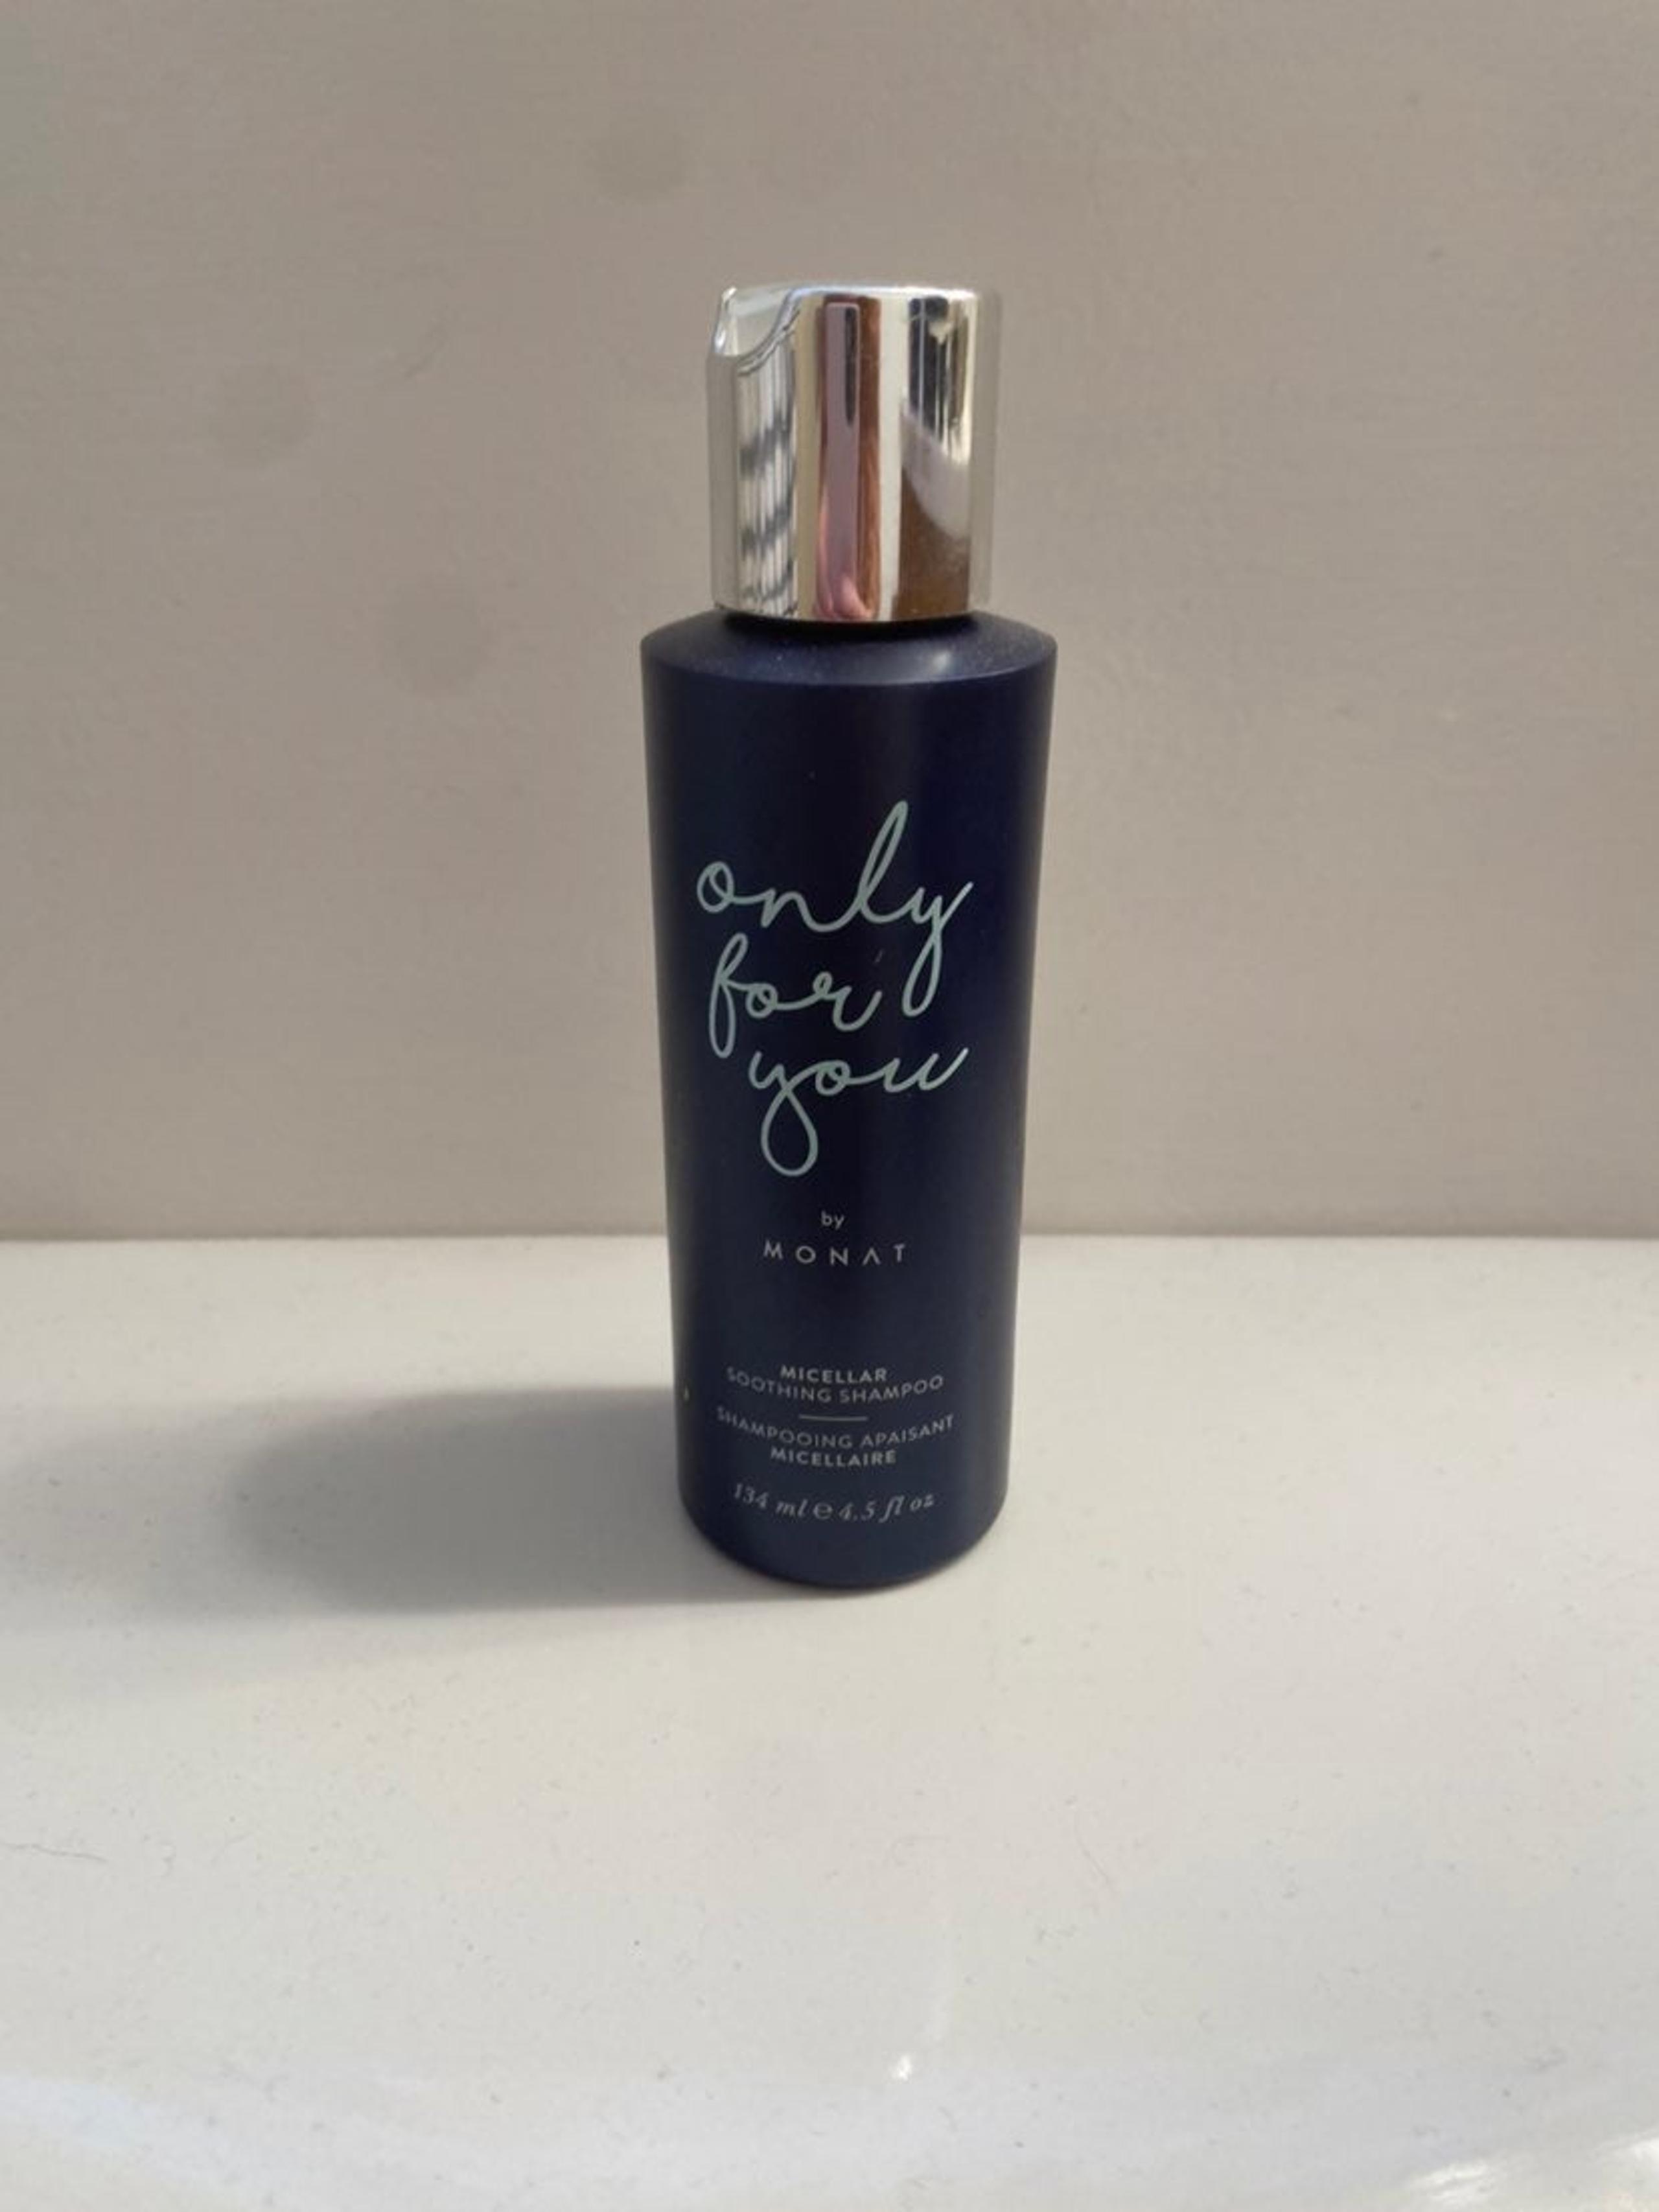 only
for
you
by
MONAT
MICELLAR
SOOTHING SHAMPOO
SHAMPOOING APAISANT
MICELLAIRE
134 ml ℮ 4.5 fl oz